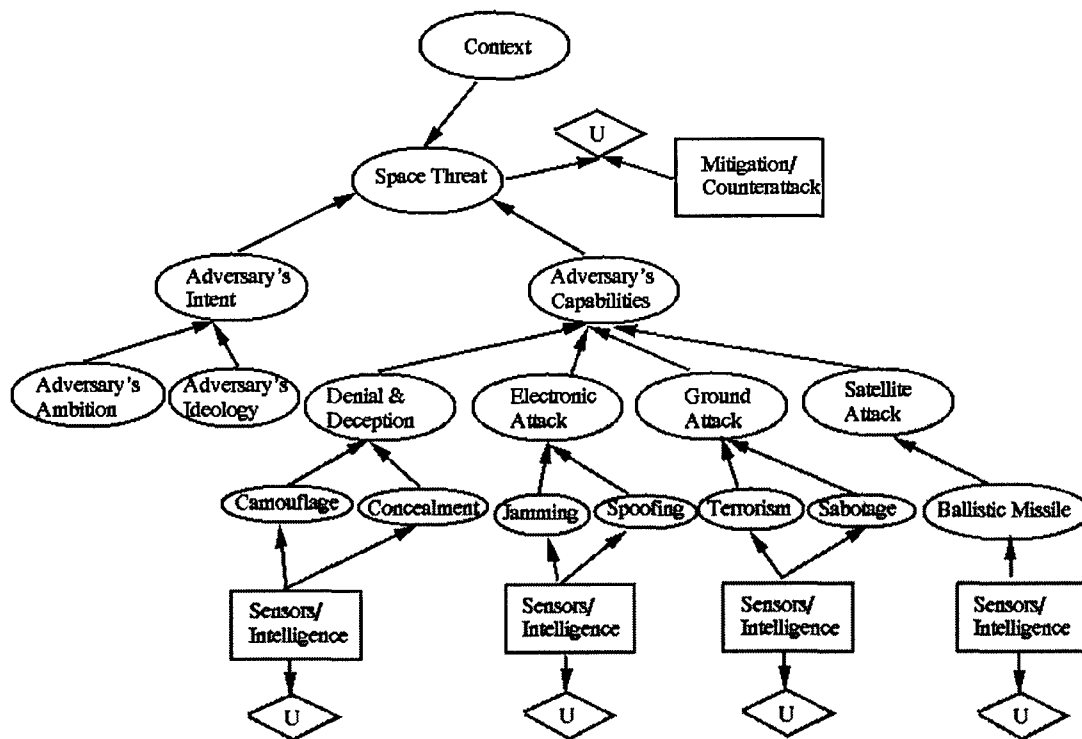 Context
U
Mitigation/
Counterattack
Space Threat
Adversary's
Intent
Adversary's
Capabilities
Adversary's
Ambition
Adversary's
Ideology
Denial &
Deception
Electronic
Attack
Ground
Attack
Satellite
Attack
Camouflage
Concealment
Jamming
Spoofing
Terrorism
Sabotage
Ballistic Missile
Sensors/
Intelligence
Sensors/
Intelligence
Sensors/
Intelligence
Sensors/
Intelligence
U
U
U
U